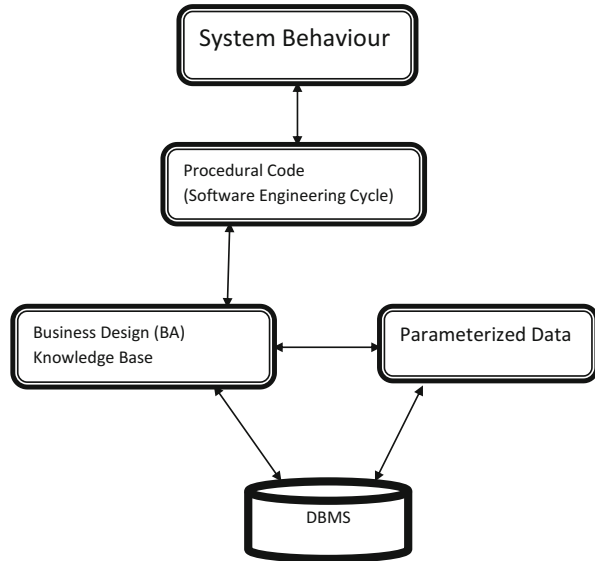 System Behaviour
Procedural Code
(Software Engineering Cycle)
Business Design (BA)
Knowledge Base
Parameterized Data
DBMS